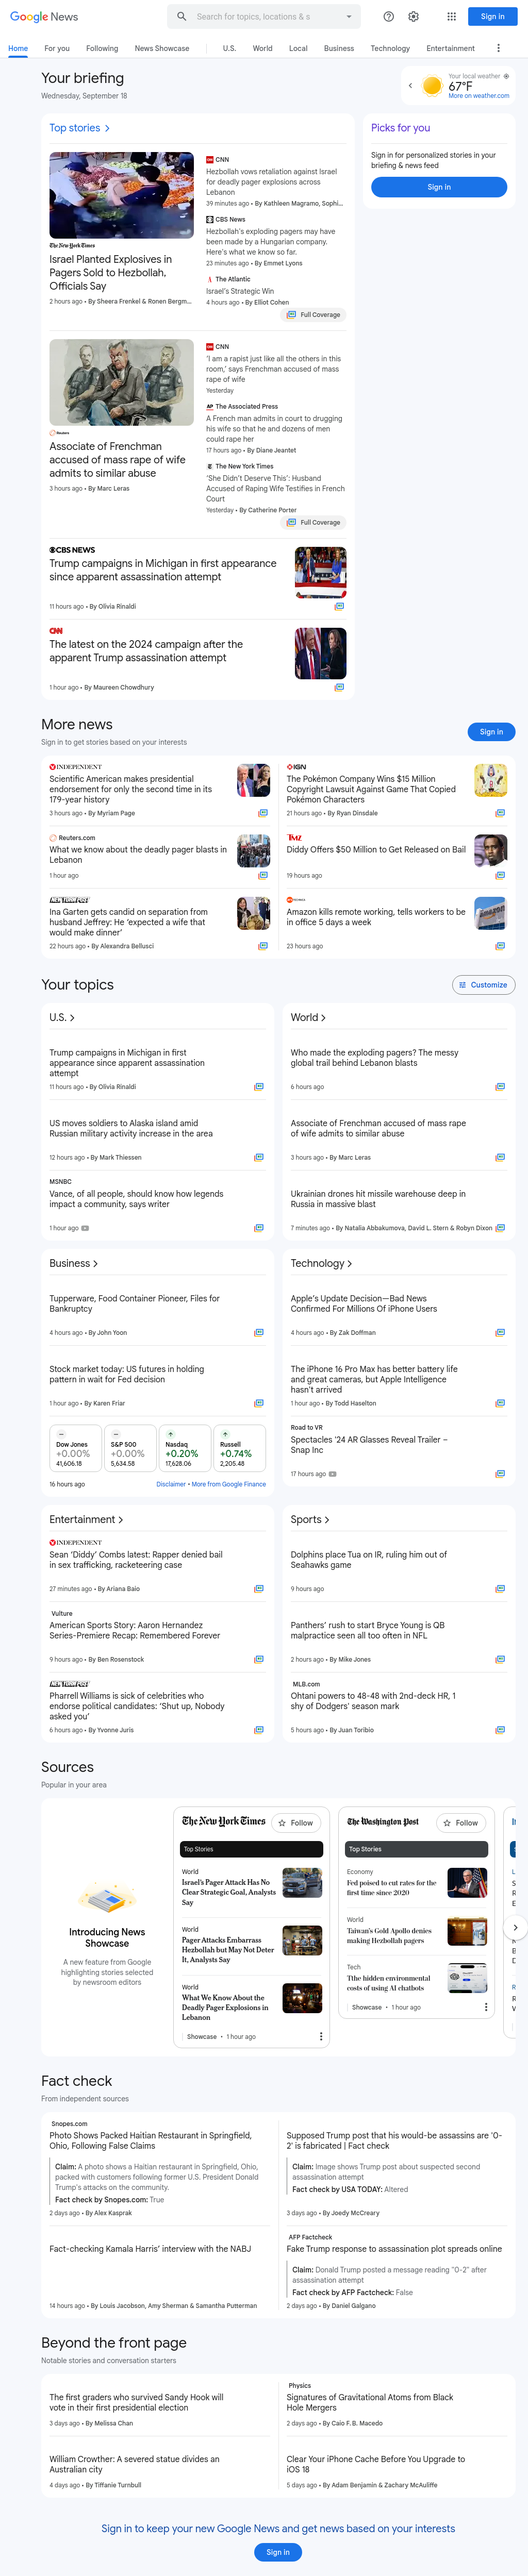 Google News
Search for topics, locations & s
Sign in
Home
For you
Following
News Showcase
U.S.
World
Local
Business
Technology
Entertainment
Your briefing
Wednesday, September 18
Your local weather
67°F
More on weather.com
Top stories
The New York Times
Israel Planted Explosives in
Pagers Sold to Hezbollah,
Officials Say
2 hours ago • By Sheera Frenkel & Ronen Bergm...
CNN
Hezbollah vows retaliation against Israel
for deadly pager explosions across
Lebanon
39 minutes ago • By Kathleen Magramo, Sophi...
CBS News
Hezbollah's exploding pagers may have
been made by a Hungarian company.
Here's what we know so far.
23 minutes ago • By Emmet Lyons
The Atlantic
Israel's Strategic Win
4 hours ago • By Elliot Cohen
Full Coverage
Picks for you
Sign in for personalized stories in your
briefing & news feed
Sign in
Reuters
Associate of Frenchman
accused of mass rape of wife
admits to similar abuse
3 hours ago • By Marc Leras
CNN
'I am a rapist just like all the others in this
room,' says Frenchman accused of mass
rape of wife
Yesterday
AP The Associated Press
A French man admits in court to drugging
his wife so that he and dozens of men
could rape her
17 hours ago • By Diane Jeantet
The New York Times
'She Didn't Deserve This': Husband
Accused of Raping Wife Testifies in French
Court
Yesterday • By Catherine Porter
Full Coverage
CBS NEWS
Trump campaigns in Michigan in first appearance
since apparent assassination attempt
11 hours ago • By Olivia Rinaldi
CNN
The latest on the 2024 campaign after the
apparent Trump assassination attempt
1 hour ago • By Maureen Chowdhury
More news
Sign in to get stories based on your interests
Sign in
INDEPENDENT
Scientific American makes presidential
endorsement for only the second time in its
179-year history
3 hours ago • By Myriam Page
IGN
The Pokémon Company Wins $15 Million
Copyright Lawsuit Against Game That Copied
Pokémon Characters
21 hours ago • By Ryan Dinsdale
Reuters.com
What we know about the deadly pager blasts in
Lebanon
1 hour ago
TMZ
Diddy Offers $50 Million to Get Released on Bail
19 hours ago
NEW YORK POST
Ina Garten gets candid on separation from
husband Jeffrey: He 'expected a wife that
would make dinner'
22 hours ago • By Alexandra Bellusci
Amazon kills remote working, tells workers to be
in office 5 days a week
23 hours ago
Your topics
Customize
U.S.
Trump campaigns in Michigan in first
appearance since apparent assassination
attempt
11 hours ago • By Olivia Rinaldi
US moves soldiers to Alaska island amid
Russian military activity increase in the area
12 hours ago • By Mark Thiessen
MSNBC
Vance, of all people, should know how legends
impact a community, says writer
1 hour ago
World
Who made the exploding pagers? The messy
global trail behind Lebanon blasts
6 hours ago
Associate of Frenchman accused of mass rape
of wife admits to similar abuse
3 hours ago • By Marc Leras
Ukrainian drones hit missile warehouse deep in
Russia in massive blast
7 minutes ago • By Natalia Abbakumova, David L. Stern & Robyn Dixon
Business
Tupperware, Food Container Pioneer, Files for
Bankruptcy
4 hours ago • By John Yoon
Stock market today: US futures in holding
pattern in wait for Fed decision
1 hour ago • By Karen Friar
Dow Jones
+0.00%
41,606.18
S&P 500
+0.00%
5,634.58
Nasdaq
+0.20%
17,628.06
Russell
+0.74%
2,205.48
16 hours ago
Disclaimer • More from Google Finance
Technology
Apple's Update Decision—Bad News
Confirmed For Millions Of iPhone Users
4 hours ago • By Zak Doffman
The iPhone 16 Pro Max has better battery life
and great cameras, but Apple Intelligence
hasn't arrived
1 hour ago • By Todd Haselton
Road to VR
Spectacles '24 AR Glasses Reveal Trailer –
Snap Inc
17 hours ago
Entertainment
INDEPENDENT
Sean 'Diddy' Combs latest: Rapper denied bail
in sex trafficking, racketeering case
27 minutes ago • By Ariana Baio
Vulture
American Sports Story: Aaron Hernandez
Series-Premiere Recap: Remembered Forever
9 hours ago • By Ben Rosenstock
NEW YORK POST
Pharrell Williams is sick of celebrities who
endorse political candidates: 'Shut up, Nobody
asked you'
6 hours ago • By Yvonne Juris
Sports
Dolphins place Tua on IR, ruling him out of
Seahawks game
9 hours ago
Panthers' rush to start Bryce Young is QB
malpractice seen all too often in NFL
2 hours ago • By Mike Jones
MLB.com
Ohtani powers to 48-48 with 2nd-deck HR, 1
shy of Dodgers' season mark
5 hours ago • By Juan Toribio
Sources
Popular in your area
Introducing News
Showcase
A new feature from Google
highlighting stories selected
by newsroom editors
The New York Times
Follow
Top Stories
World
Israel's Pager Attack Has No
Clear Strategic Goal, Analysts
Say
World
Pager Attacks Embarrass
Hezbollah but May Not Deter
It, Analysts Say
World
What We Know About the
Deadly Pager Explosions in
Lebanon
Showcase • 1 hour ago
The Washington Post
Follow
Top Stories
Economy
Fed poised to cut rates for the
first time since 2020
World
Taiwan's Gold Apollo denies
making Hezbollah pagers
Tech
Tthe hidden environmental
costs of using AI chatbots
Showcase • 1 hour ago
Fact check
From independent sources
Snopes.com
Photo Shows Packed Haitian Restaurant in Springfield,
Ohio, Following False Claims
Claim: A photo shows a Haitian restaurant in Springfield, Ohio,
packed with customers following former U.S. President Donald
Trump's attacks on the community.
Fact check by Snopes.com: True
2 days ago • By Alex Kasprak
Supposed Trump post that his would-be assassins are '0-
2' is fabricated | Fact check
Claim: Image shows Trump post about suspected second
assassination attempt
Fact check by USA TODAY: Altered
3 days ago • By Joedy McCreary
Fact-checking Kamala Harris' interview with the NABJ
14 hours ago • By Louis Jacobson, Amy Sherman & Samantha Putterman
AFP Factcheck
Fake Trump response to assassination plot spreads online
Claim: Donald Trump posted a message reading "0-2" after
assassination attempt
Fact check by AFP Factcheck: False
2 days ago • By Daniel Galgano
Beyond the front page
Notable stories and conversation starters
The first graders who survived Sandy Hook will
vote in their first presidential election
3 days ago • By Melissa Chan
Physics
Signatures of Gravitational Atoms from Black
Hole Mergers
2 days ago • By Caio F. B. Macedo
William Crowther: A severed statue divides an
Australian city
4 days ago • By Tiffanie Turnbull
Clear Your iPhone Cache Before You Upgrade to
iOS 18
5 days ago • By Adam Benjamin & Zachary McAuliffe
Sign in to keep your new Google News and get news based on your interests
Sign in